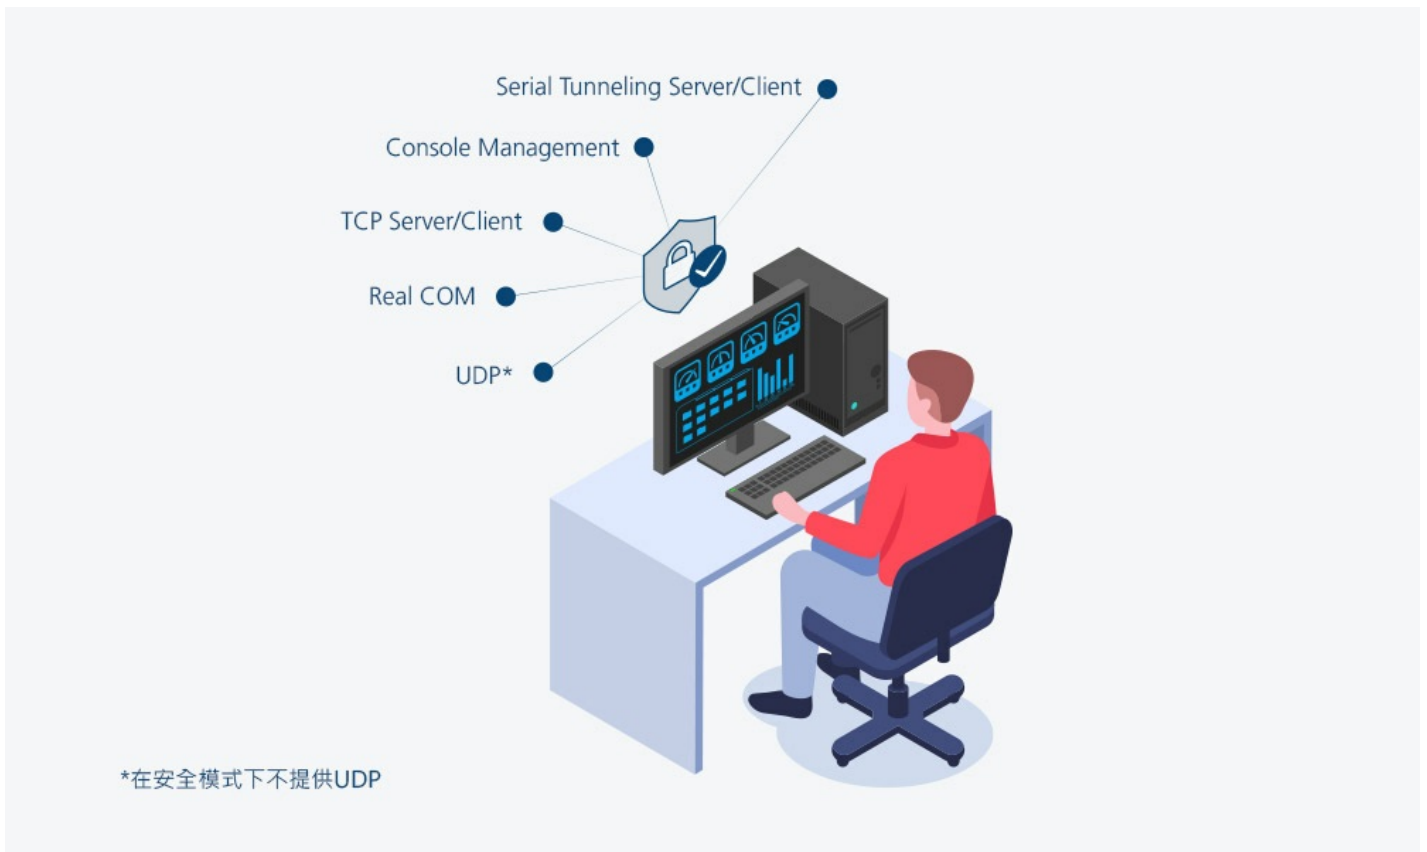 Serial Tunneling Server/Client
Console Management
TCP Server/Client
Real COM
UDP*
*在安全模式下不提供UDP